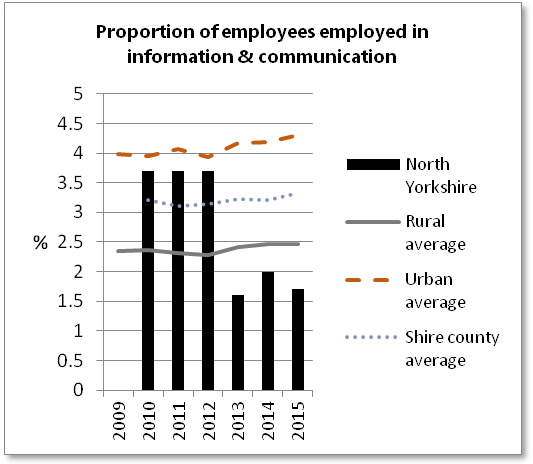 Proportion of employees employed in
information & communication
5
4.5
4
3.5
3
2.5
2
1.5
1
0.5
0
%
2009
2010
2011
2012
2013
2014
2015
North
Yorkshire
Rural
average
Urban
average
Shire county
average